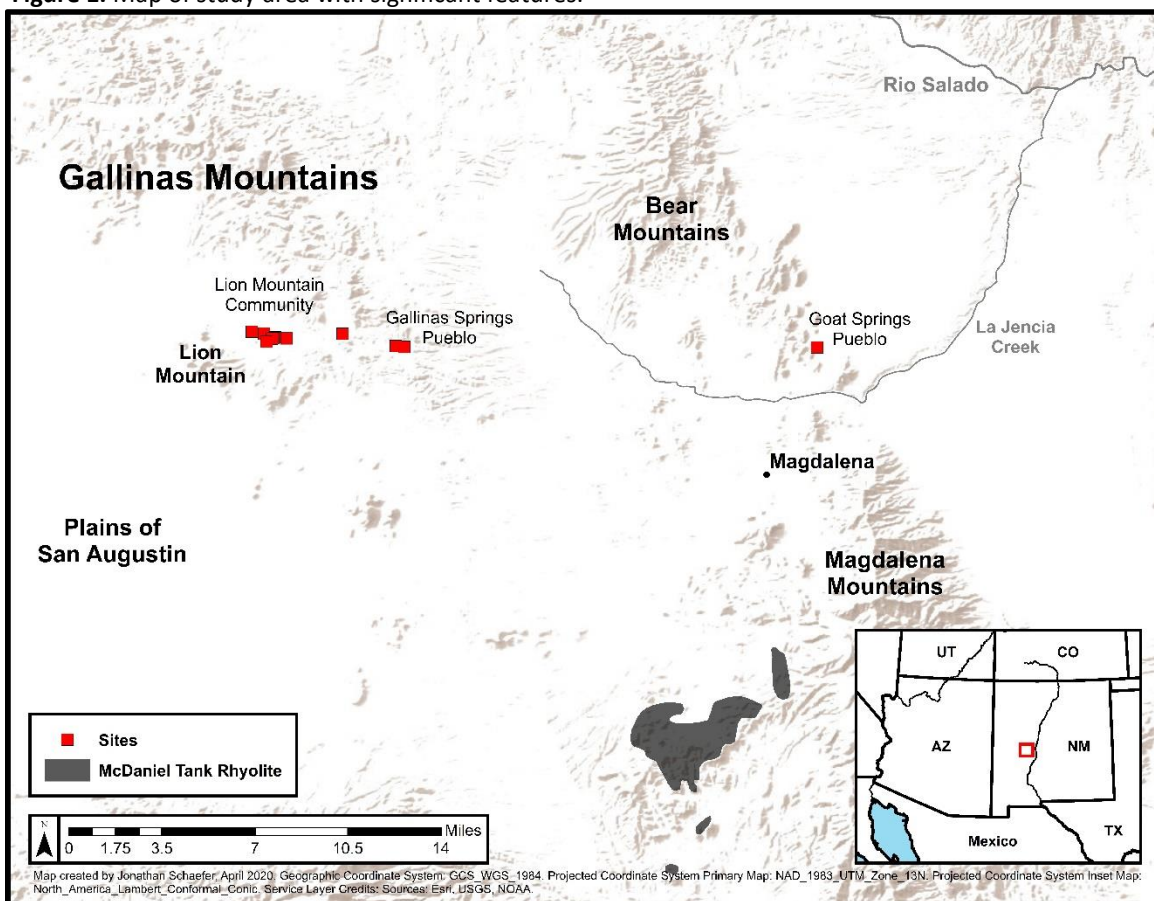 Figure 1. Map of study area with significant features.
Rio Salado
Gallinas Mountains
Bear
Mountains
Lion Mountain
Community
Gallinas Springs
Pueblo
Goat Springs
Pueblo
La Jencia
Creek
Lion
Mountain
Magdalena
Plains of
San Augustin
Magdalena
Mountains
UT
CO
AZ
NM
Mexico
TX
Sites
McDaniel Tank Rhyolite
N
Miles
0 1.75 3.5 7 10.5 14
Map created by Jonathan Schaefer, April 2020. Geographic Coordinate System: GCS_WGS_1984. Projected Coordinate System Primary Map: NAD_1983_UTM_Zone_13N. Projected Coordinate System Inset Map:
North_America_Lambert_Conformal_Conic. Service Layer Credits: Sources: Esri, USGS, NOAA.